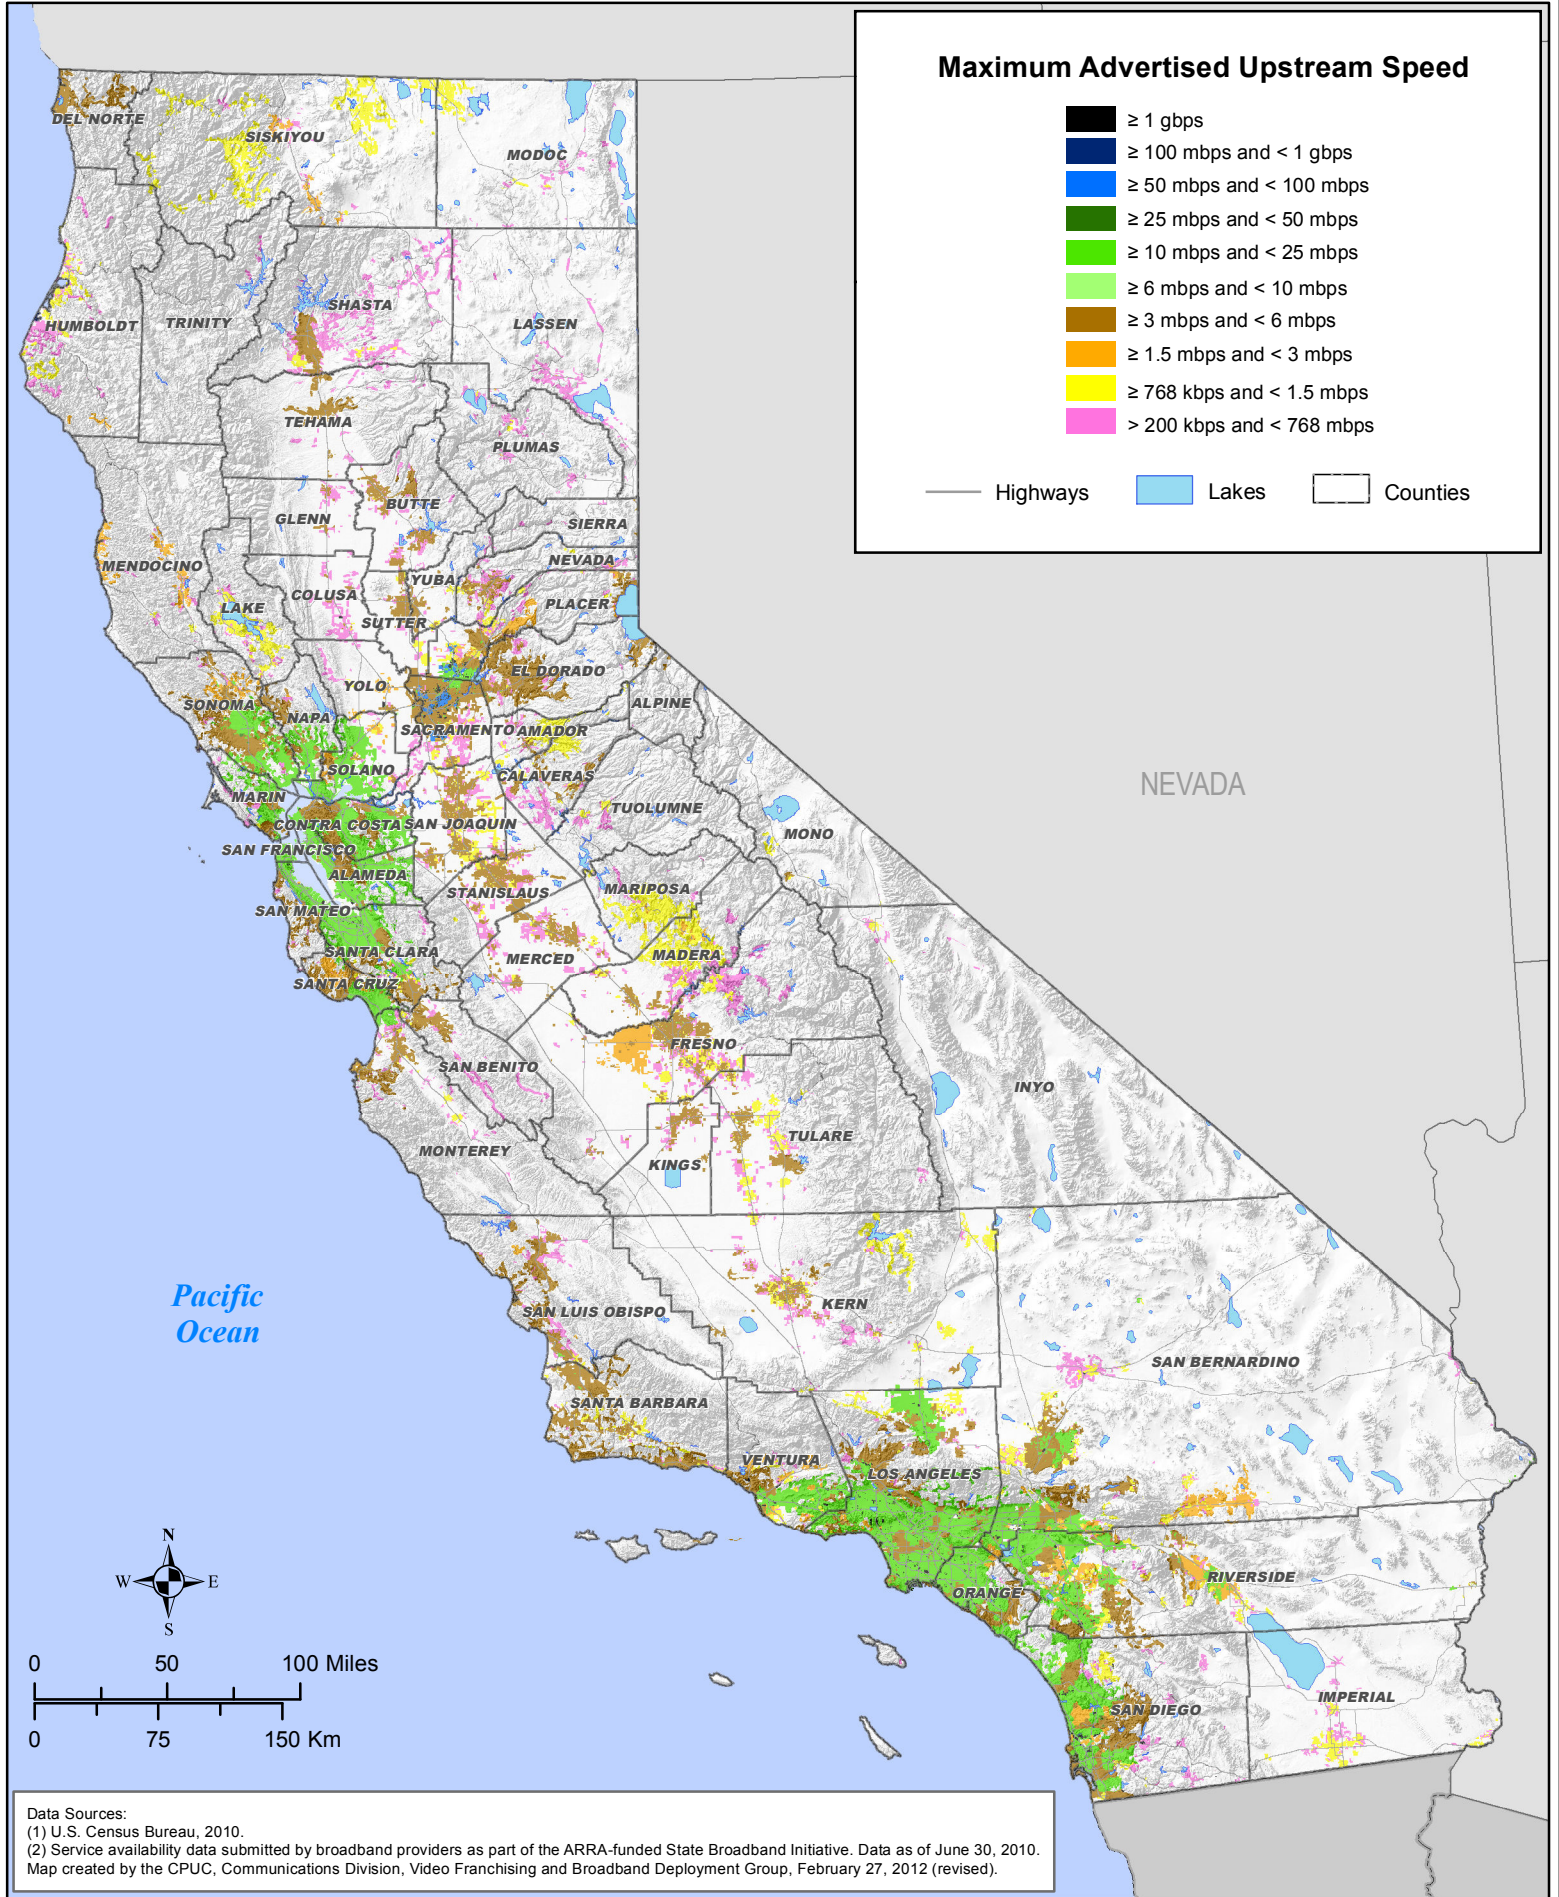 Maximum Advertised Upstream Speed
≥ 1 gbps
≥ 100 mbps and < 1 gbps
≥ 50 mbps and < 100 mbps
≥ 25 mbps and < 50 mbps
≥ 10 mbps and < 25 mbps
≥ 6 mbps and < 10 mbps
≥ 3 mbps and < 6 mbps
≥ 1.5 mbps and < 3 mbps
≥ 768 kbps and < 1.5 mbps
> 200 kbps and < 768 mbps
Highways
Lakes
Counties
DEL NORTE
SISKIYOU
MODOC
HUMBOLDT
TRINITY
SHASTA
LASSEN
TEHAMA
PLUMAS
GLENN
BUTTE
SIERRA
MENDOCINO
NEVADA
YUBA
COLUSA
PLACER
LAKE
SUTTER
EL DORADO
YOLO
ALPINE
SONOMA
NAPA
SACRAMENTO
AMADOR
SOLANO
CALAVERAS
MARIN
TUOLUMNE
CONTRA COSTA
SAN JOAQUIN
MONO
SAN FRANCISCO
ALAMEDA
STANISLAUS
MARIPOSA
SAN MATEO
SANTA CLARA
MERCED
MADERA
SANTA CRUZ
FRESNO
SAN BENITO
INYO
MONTEREY
TULARE
KINGS
SAN LUIS OBISPO
KERN
SAN BERNARDINO
SANTA BARBARA
VENTURA
LOS ANGELES
ORANGE
RIVERSIDE
SAN DIEGO
IMPERIAL
NEVADA
Pacific
Ocean
N
W
E
S
0 50 100 Miles
0 75 150 Km
Data Sources:
(1) U.S. Census Bureau, 2010.
(2) Service availability data submitted by broadband providers as part of the ARRA-funded State Broadband Initiative. Data as of June 30, 2010.
Map created by the CPUC, Communications Division, Video Franchising and Broadband Deployment Group, February 27, 2012 (revised).